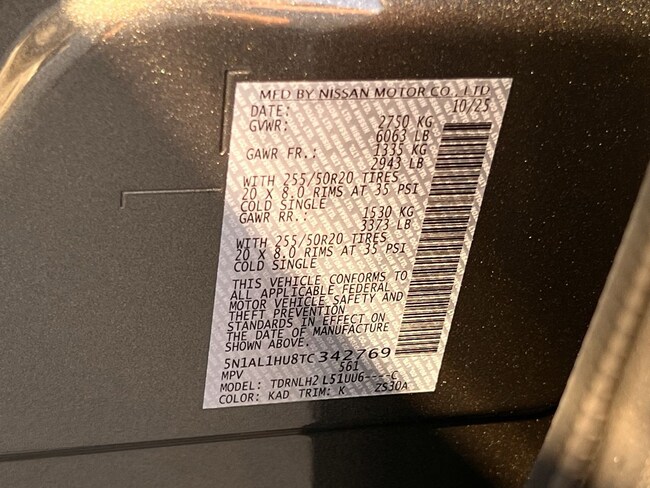 MFD BY NISSAN MOTOR CO., LTD
DATE: 10/25
GVWR: 2750 KG
6063 LB
GAWR FR.: 1335 KG
2943 LB
WITH 255/50R20 TIRES
20 X 8.0 RIMS AT 35 PSI
COLD SINGLE
GAWR RR.: 1530 KG
3373 LB
WITH 255/50R20 TIRES
20 X 8.0 RIMS AT 35 PSI
COLD SINGLE
THIS VEHICLE CONFORMS TO
ALL APPLICABLE FEDERAL
MOTOR VEHICLE SAFETY AND
THEFT PREVENTION
STANDARDS IN EFFECT ON
THE DATE OF MANUFACTURE
SHOWN ABOVE.
5N1AL1HU8TC342769
MPV 561
MODEL: TDRNLH2 L51UU6----C
COLOR: KAD TRIM: K ZS30A